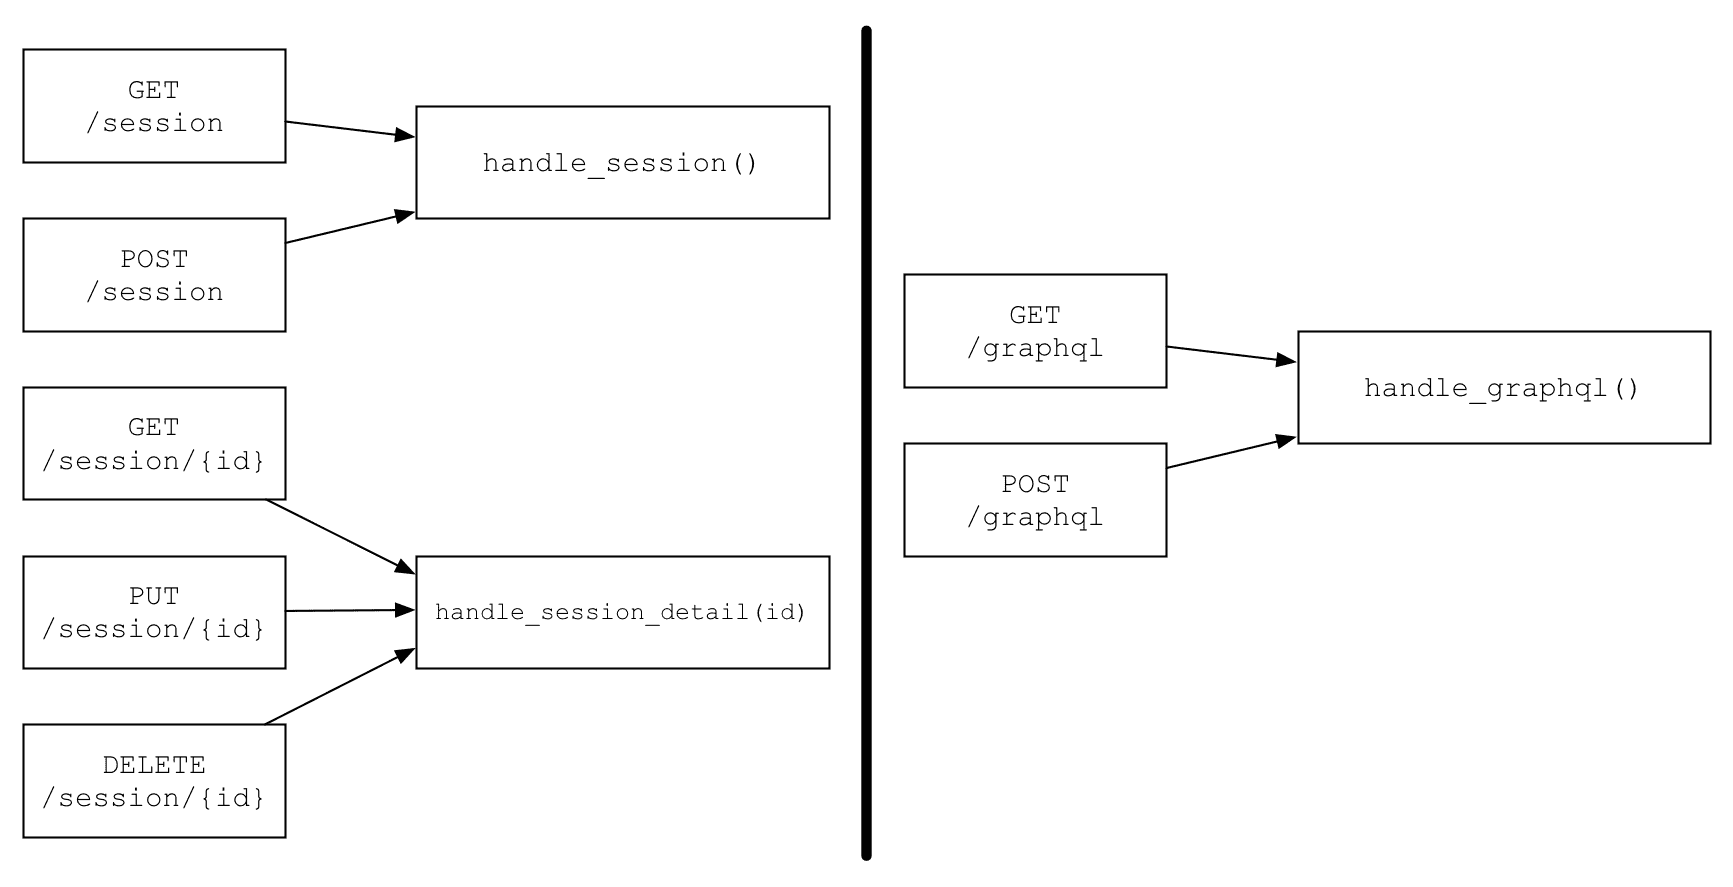 GET
/session
handle_session()
POST
/session
GET
/session/{id}
PUT
/session/{id}
handle_session_detail(id)
DELETE
/session/{id}
GET
/graphql
handle_graphql()
POST
/graphql